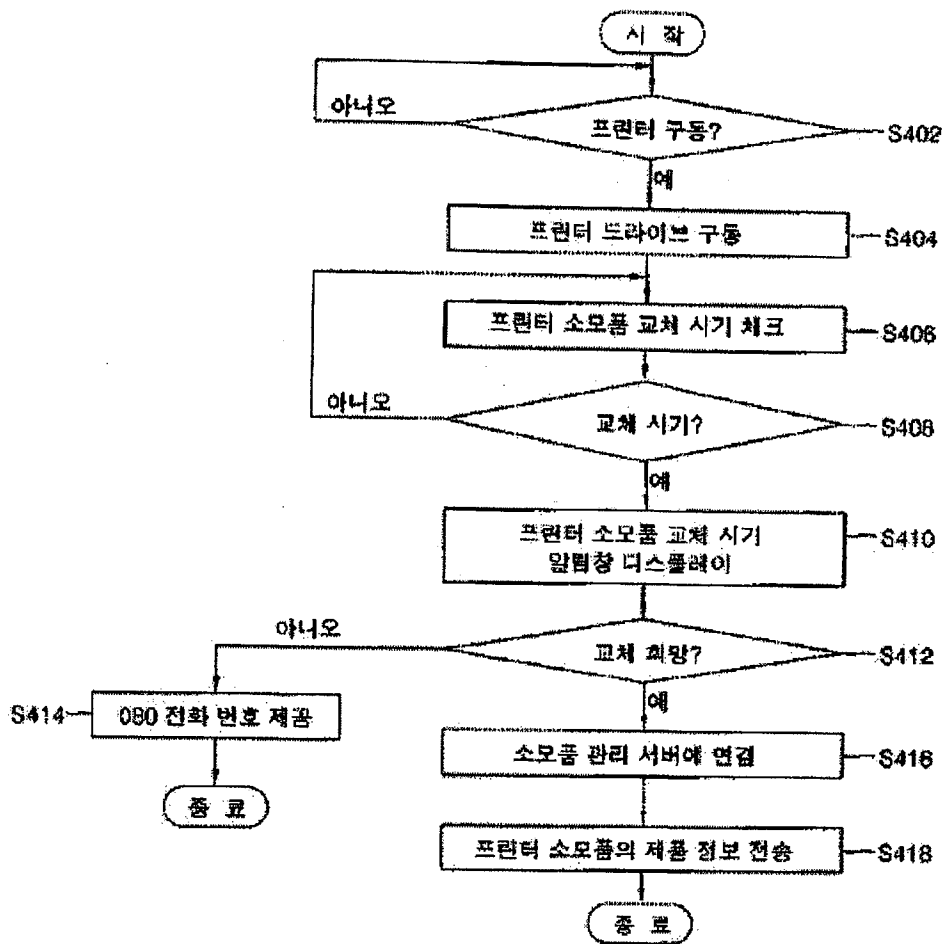 시 작
아니오
프린터 구동?
S402
예
프린터 드라이브 구동
S404
프린터 소모품 교체 시기 체크
S406
아니오
교체 시기?
S408
예
프린터 소모품 교체 시기
알림창 디스플레이
S410
아니오
교체 희망?
S412
예
S414
080 전화 번호 제공
소모품 관리 서버에 연결
S416
종 료
프린터 소모품의 제품 정보 전송
S418
종 료